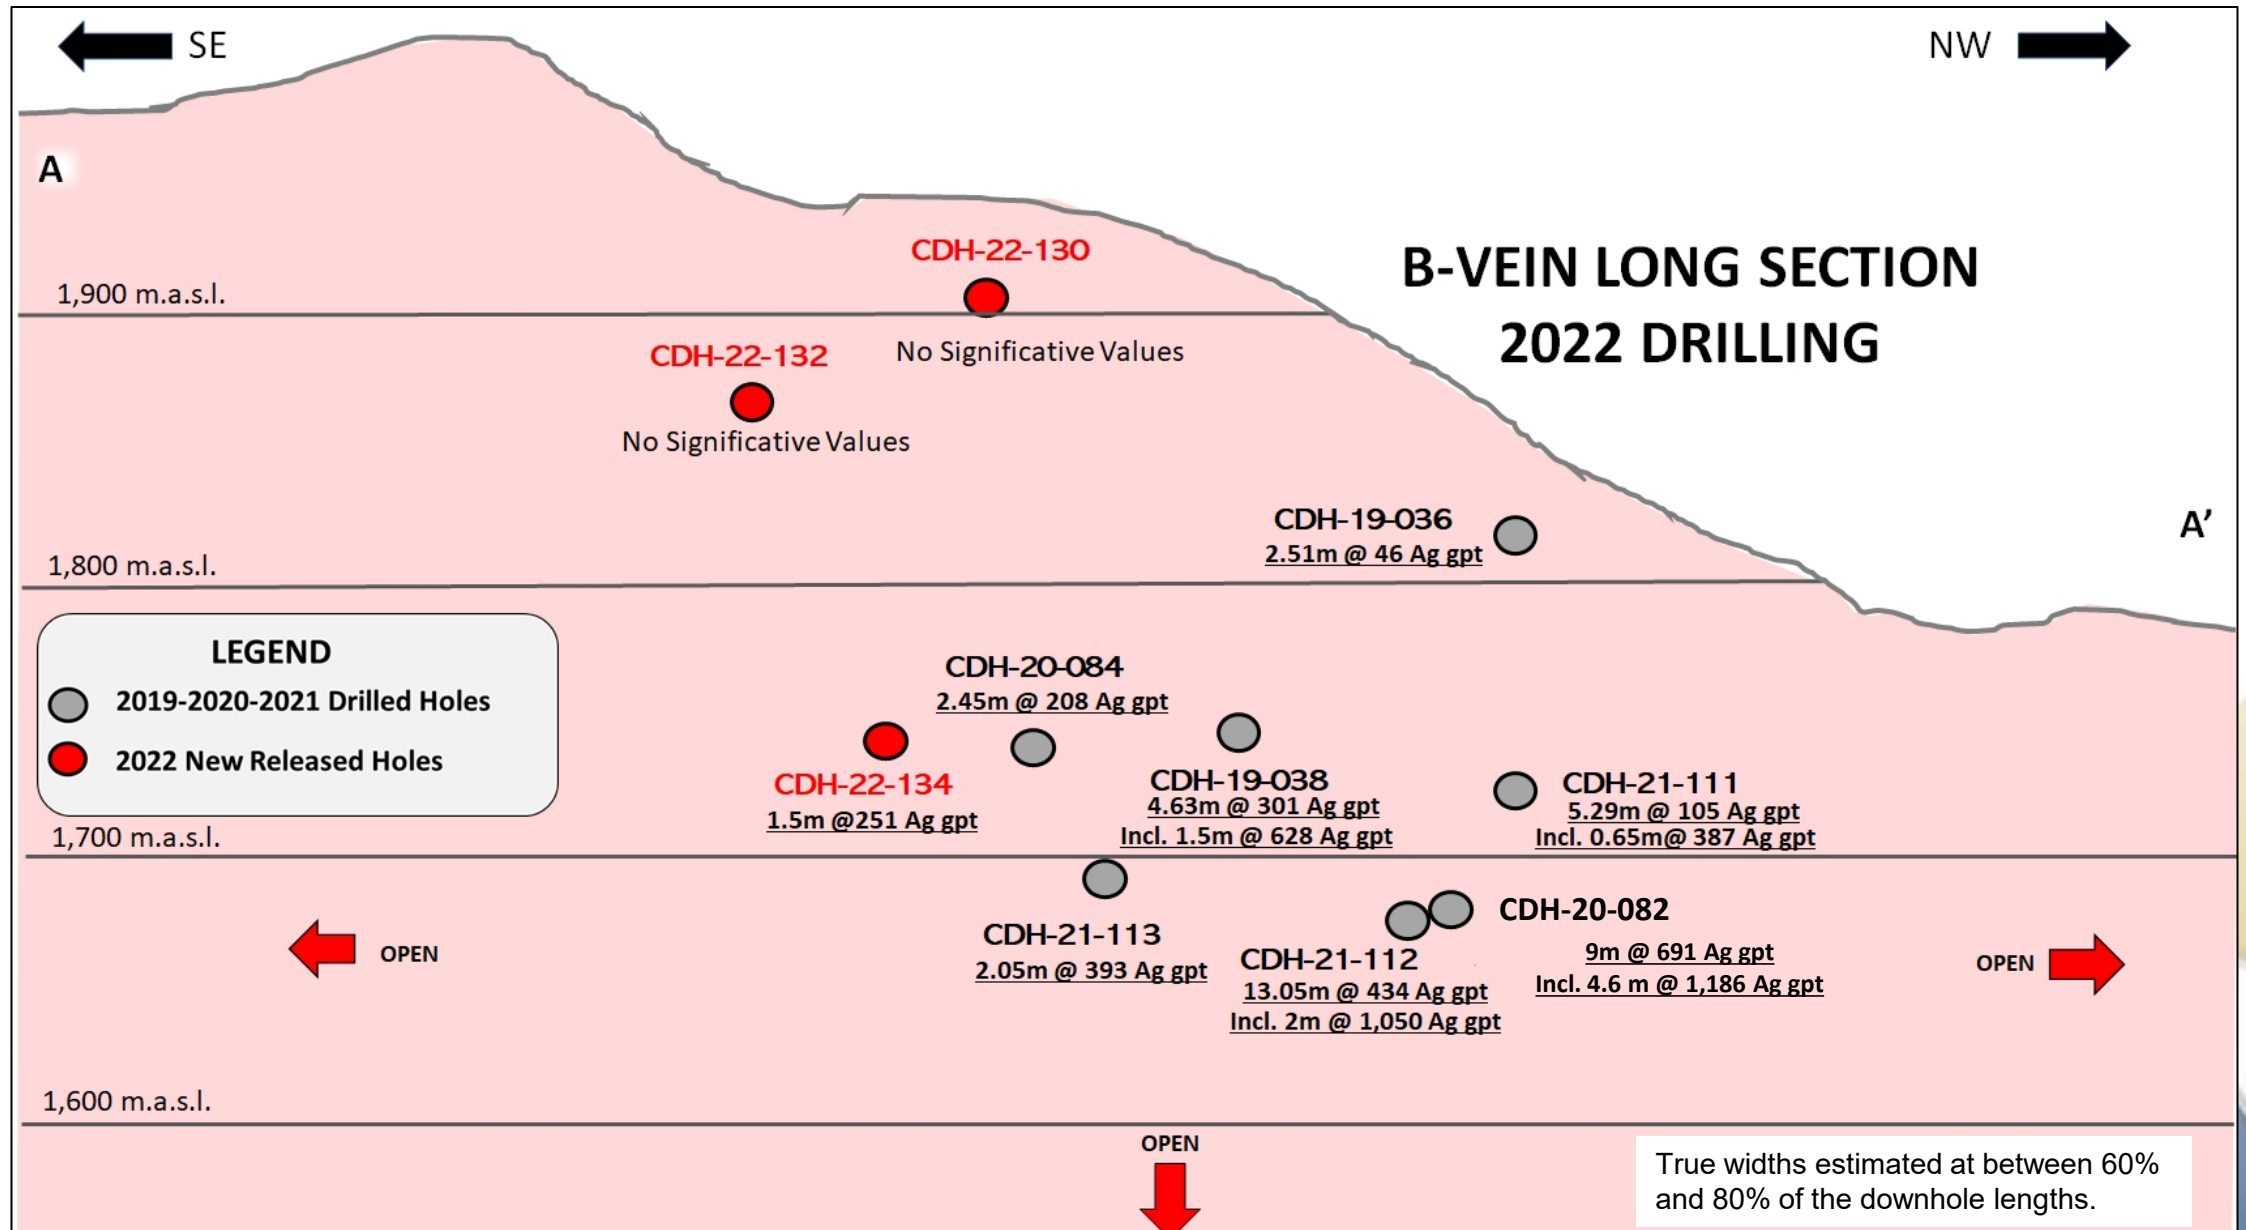 SE
NW
A
CDH-22-130
1,900 m.a.s.l.
B-VEIN LONG SECTION
2022 DRILLING
CDH-22-132
No Significative Values
No Significative Values
CDH-19-036
2.51m @ 46 Ag gpt
A’
1,800 m.a.s.l.
LEGEND
2019-2020-2021 Drilled Holes
2022 New Released Holes
CDH-20-084
2.45m @ 208 Ag gpt
CDH-22-134
1.5m @251 Ag gpt
CDH-19-038
4.63m @ 301 Ag gpt
Incl. 1.5m @ 628 Ag gpt
CDH-21-111
5.29m @ 105 Ag gpt
Incl. 0.65m@ 387 Ag gpt
1,700 m.a.s.l.
OPEN
CDH-21-113
2.05m @ 393 Ag gpt
CDH-21-112
13.05m @ 434 Ag gpt
Incl. 2m @ 1,050 Ag gpt
CDH-20-082
9m @ 691 Ag gpt
Incl. 4.6 m @ 1,186 Ag gpt
OPEN
1,600 m.a.s.l.
OPEN
True widths estimated at between 60%
and 80% of the downhole lengths.